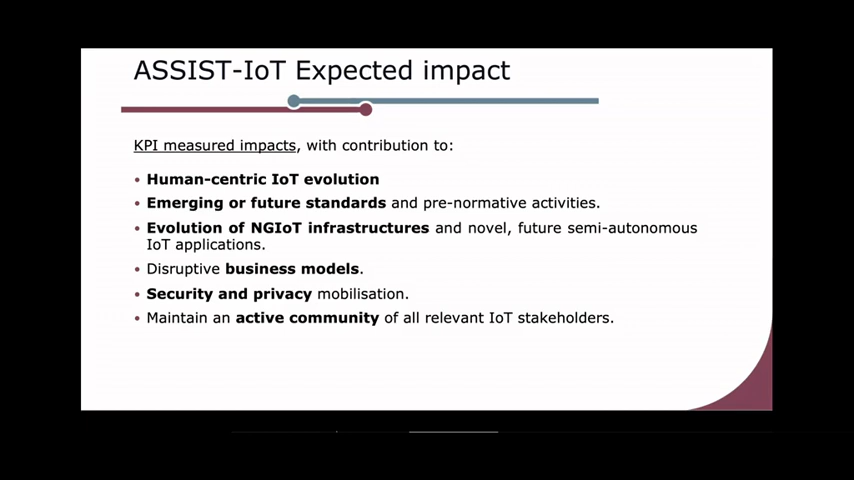 ASSIST-IoT Expected impact
KPI measured impacts, with contribution to:
• Human-centric IoT evolution
• Emerging or future standards and pre-normative activities.
• Evolution of NGIoT infrastructures and novel, future semi-autonomous
IoT applications.
• Disruptive business models.
• Security and privacy mobilisation.
• Maintain an active community of all relevant IoT stakeholders.